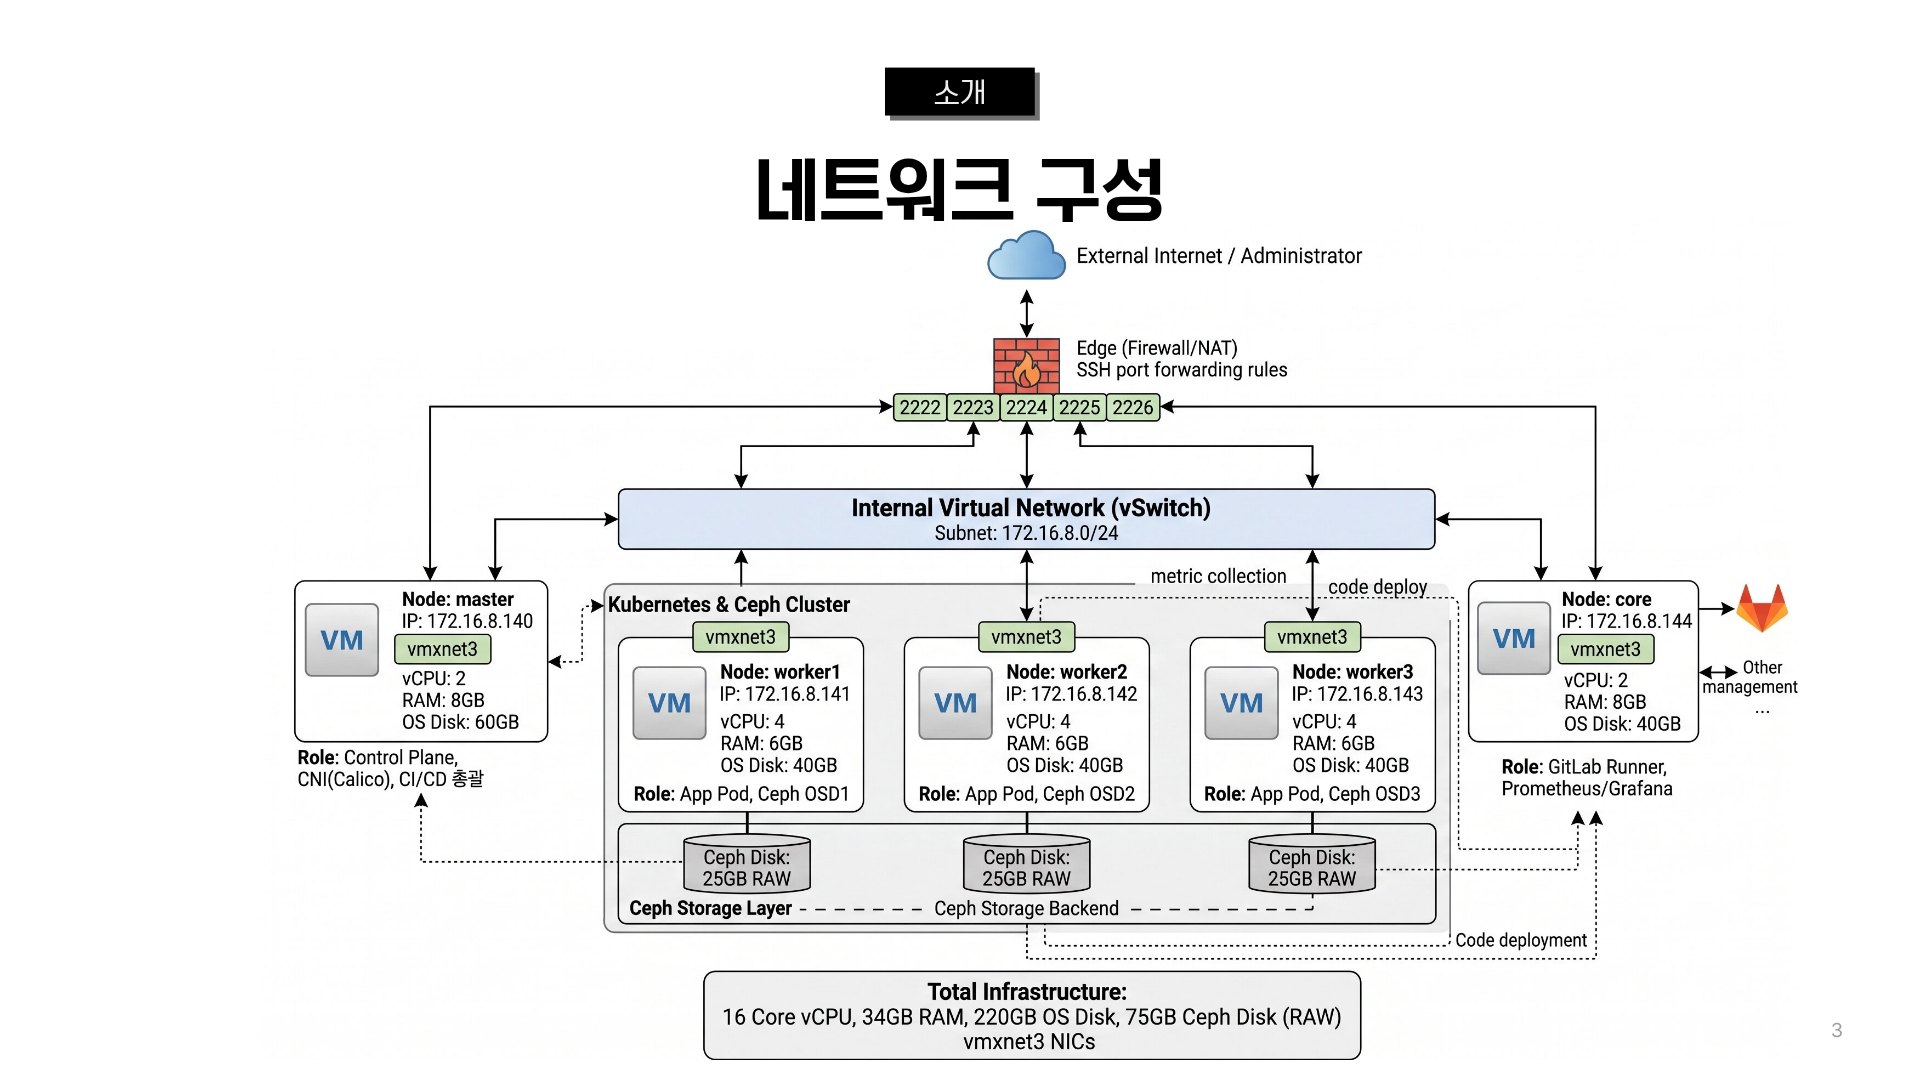 소개
네트워크 구성
External Internet / Administrator
Edge (Firewall/NAT)
SSH port forwarding rules
2222 2223 2224 2225 2226
Internal Virtual Network (vSwitch)
Subnet: 172.16.8.0/24
metric collection
code deploy
Kubernetes & Ceph Cluster
VM
Node: master
IP: 172.16.8.140
vmxnet3
vCPU: 2
RAM: 8GB
OS Disk: 60GB
Role: Control Plane,
CNI(Calico), CI/CD 총괄
vmxnet3
VM
Node: worker1
IP: 172.16.8.141
vCPU: 4
RAM: 6GB
OS Disk: 40GB
Role: App Pod, Ceph OSD1
vmxnet3
VM
Node: worker2
IP: 172.16.8.142
vCPU: 4
RAM: 6GB
OS Disk: 40GB
Role: App Pod, Ceph OSD2
vmxnet3
VM
Node: worker3
IP: 172.16.8.143
vCPU: 4
RAM: 6GB
OS Disk: 40GB
Role: App Pod, Ceph OSD3
VM
Node: core
IP: 172.16.8.144
vmxnet3
vCPU: 2
RAM: 8GB
OS Disk: 40GB
Other
management
...
Role: GitLab Runner,
Prometheus/Grafana
Ceph Disk:
25GB RAW
Ceph Disk:
25GB RAW
Ceph Disk:
25GB RAW
Ceph Storage Layer
Ceph Storage Backend
Code deployment
Total Infrastructure:
16 Core vCPU, 34GB RAM, 220GB OS Disk, 75GB Ceph Disk (RAW)
vmxnet3 NICs
3